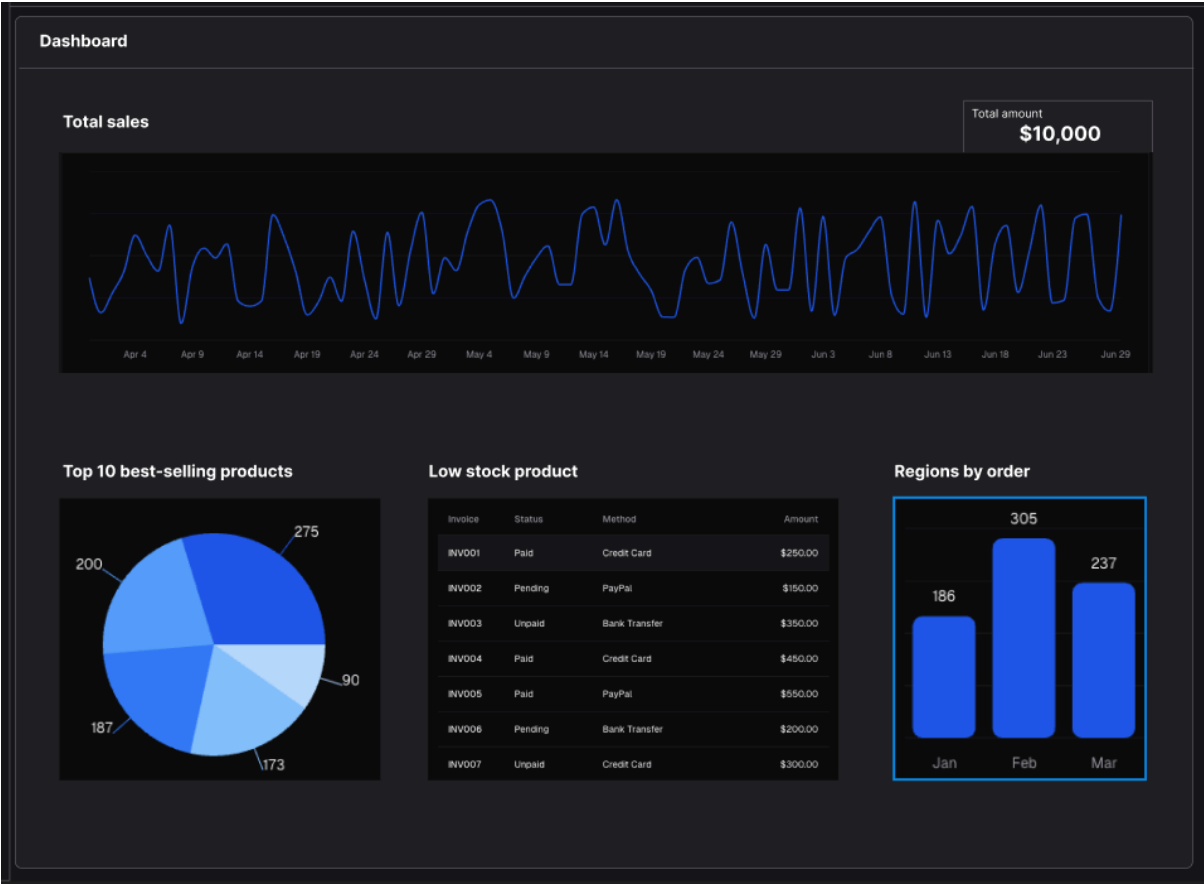 Dashboard
Total sales
Total amount
$10,000
Apr 4 Apr 9 Apr 14 Apr 19 Apr 24 Apr 29 May 4 May 9 May 14 May 19 May 24 May 29 Jun 3 Jun 8 Jun 13 Jun 18 Jun 23 Jun 29
Top 10 best-selling products
275
200
90
187
173
Low stock product
Invoice Status Method Amount
INV001 Paid Credit Card $250.00
INV002 Pending PayPal $150.00
INV003 Unpaid Bank Transfer $350.00
INV004 Paid Credit Card $450.00
INV005 Paid PayPal $550.00
INV006 Pending Bank Transfer $200.00
INV007 Unpaid Credit Card $300.00
Regions by order
305
237
186
Jan Feb Mar